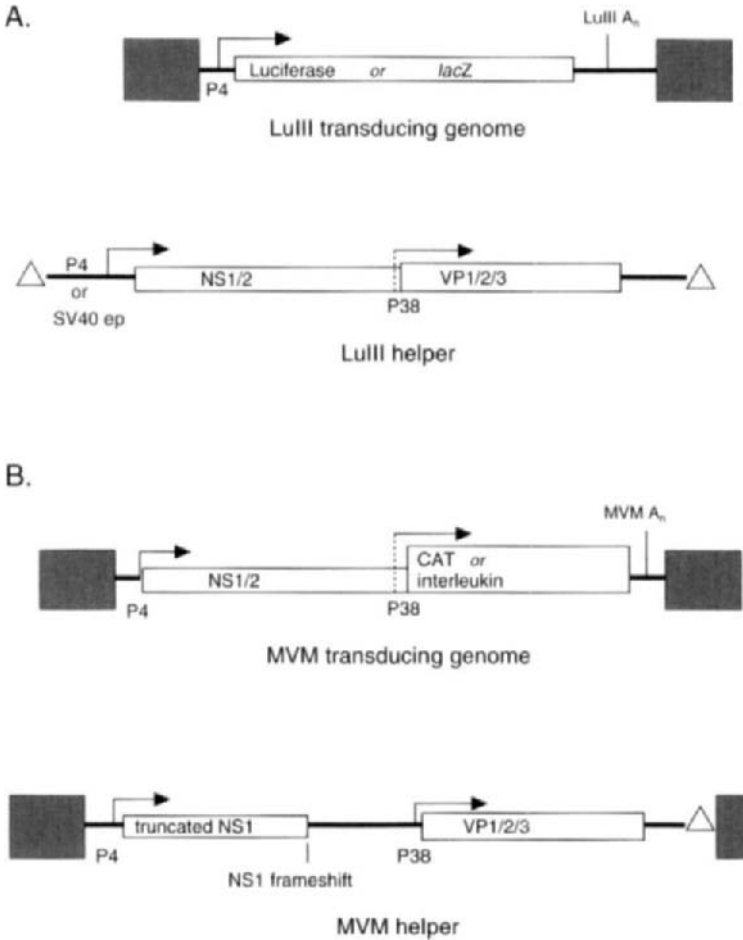 A.
LuIII Aₙ
Luciferase or lacZ
P4
LuIII transducing genome
P4
or
SV40 ep
NS1/2
VP1/2/3
P38
LuIII helper
B.
MVM Aₙ
NS1/2
CAT or
interleukin
P4
P38
MVM transducing genome
truncated NS1
VP1/2/3
P4
P38
NS1 frameshift
MVM helper